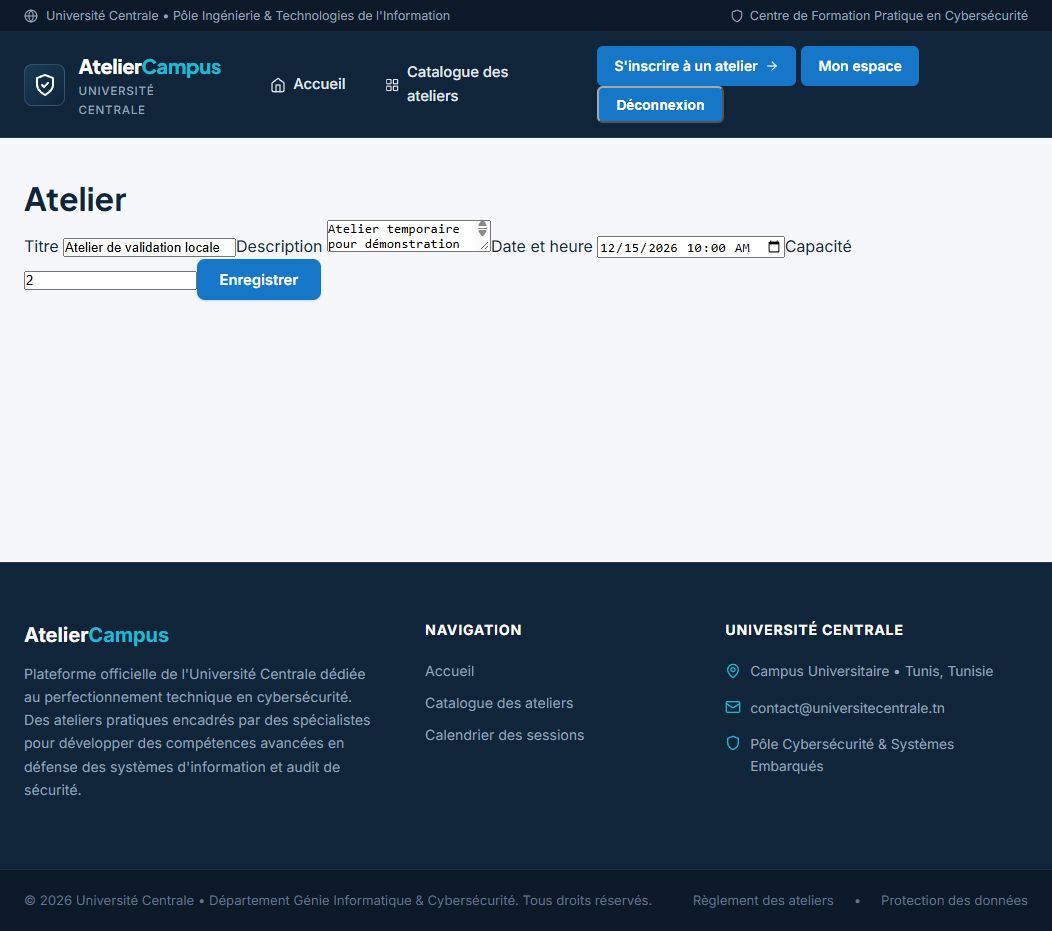 Université Centrale • Pôle Ingénierie & Technologies de l'Information
Centre de Formation Pratique en Cybersécurité
AtelierCampus
UNIVERSITÉ
CENTRALE
Accueil
Catalogue des
ateliers
S'inscrire à un atelier →
Mon espace
Déconnexion
Atelier
Titre Atelier de validation locale
Description Atelier temporaire
pour démonstration
Date et heure 12/15/2026 10:00 AM
Capacité
2
Enregistrer
AtelierCampus
Plateforme officielle de l'Université Centrale dédiée
au perfectionnement technique en cybersécurité.
Des ateliers pratiques encadrés par des spécialistes
pour développer des compétences avancées en
défense des systèmes d'information et audit de
sécurité.
NAVIGATION
Accueil
Catalogue des ateliers
Calendrier des sessions
UNIVERSITÉ CENTRALE
Campus Universitaire • Tunis, Tunisie
contact@universitecentrale.tn
Pôle Cybersécurité & Systèmes
Embarqués
© 2026 Université Centrale • Département Génie Informatique & Cybersécurité. Tous droits réservés.
Règlement des ateliers • Protection des données